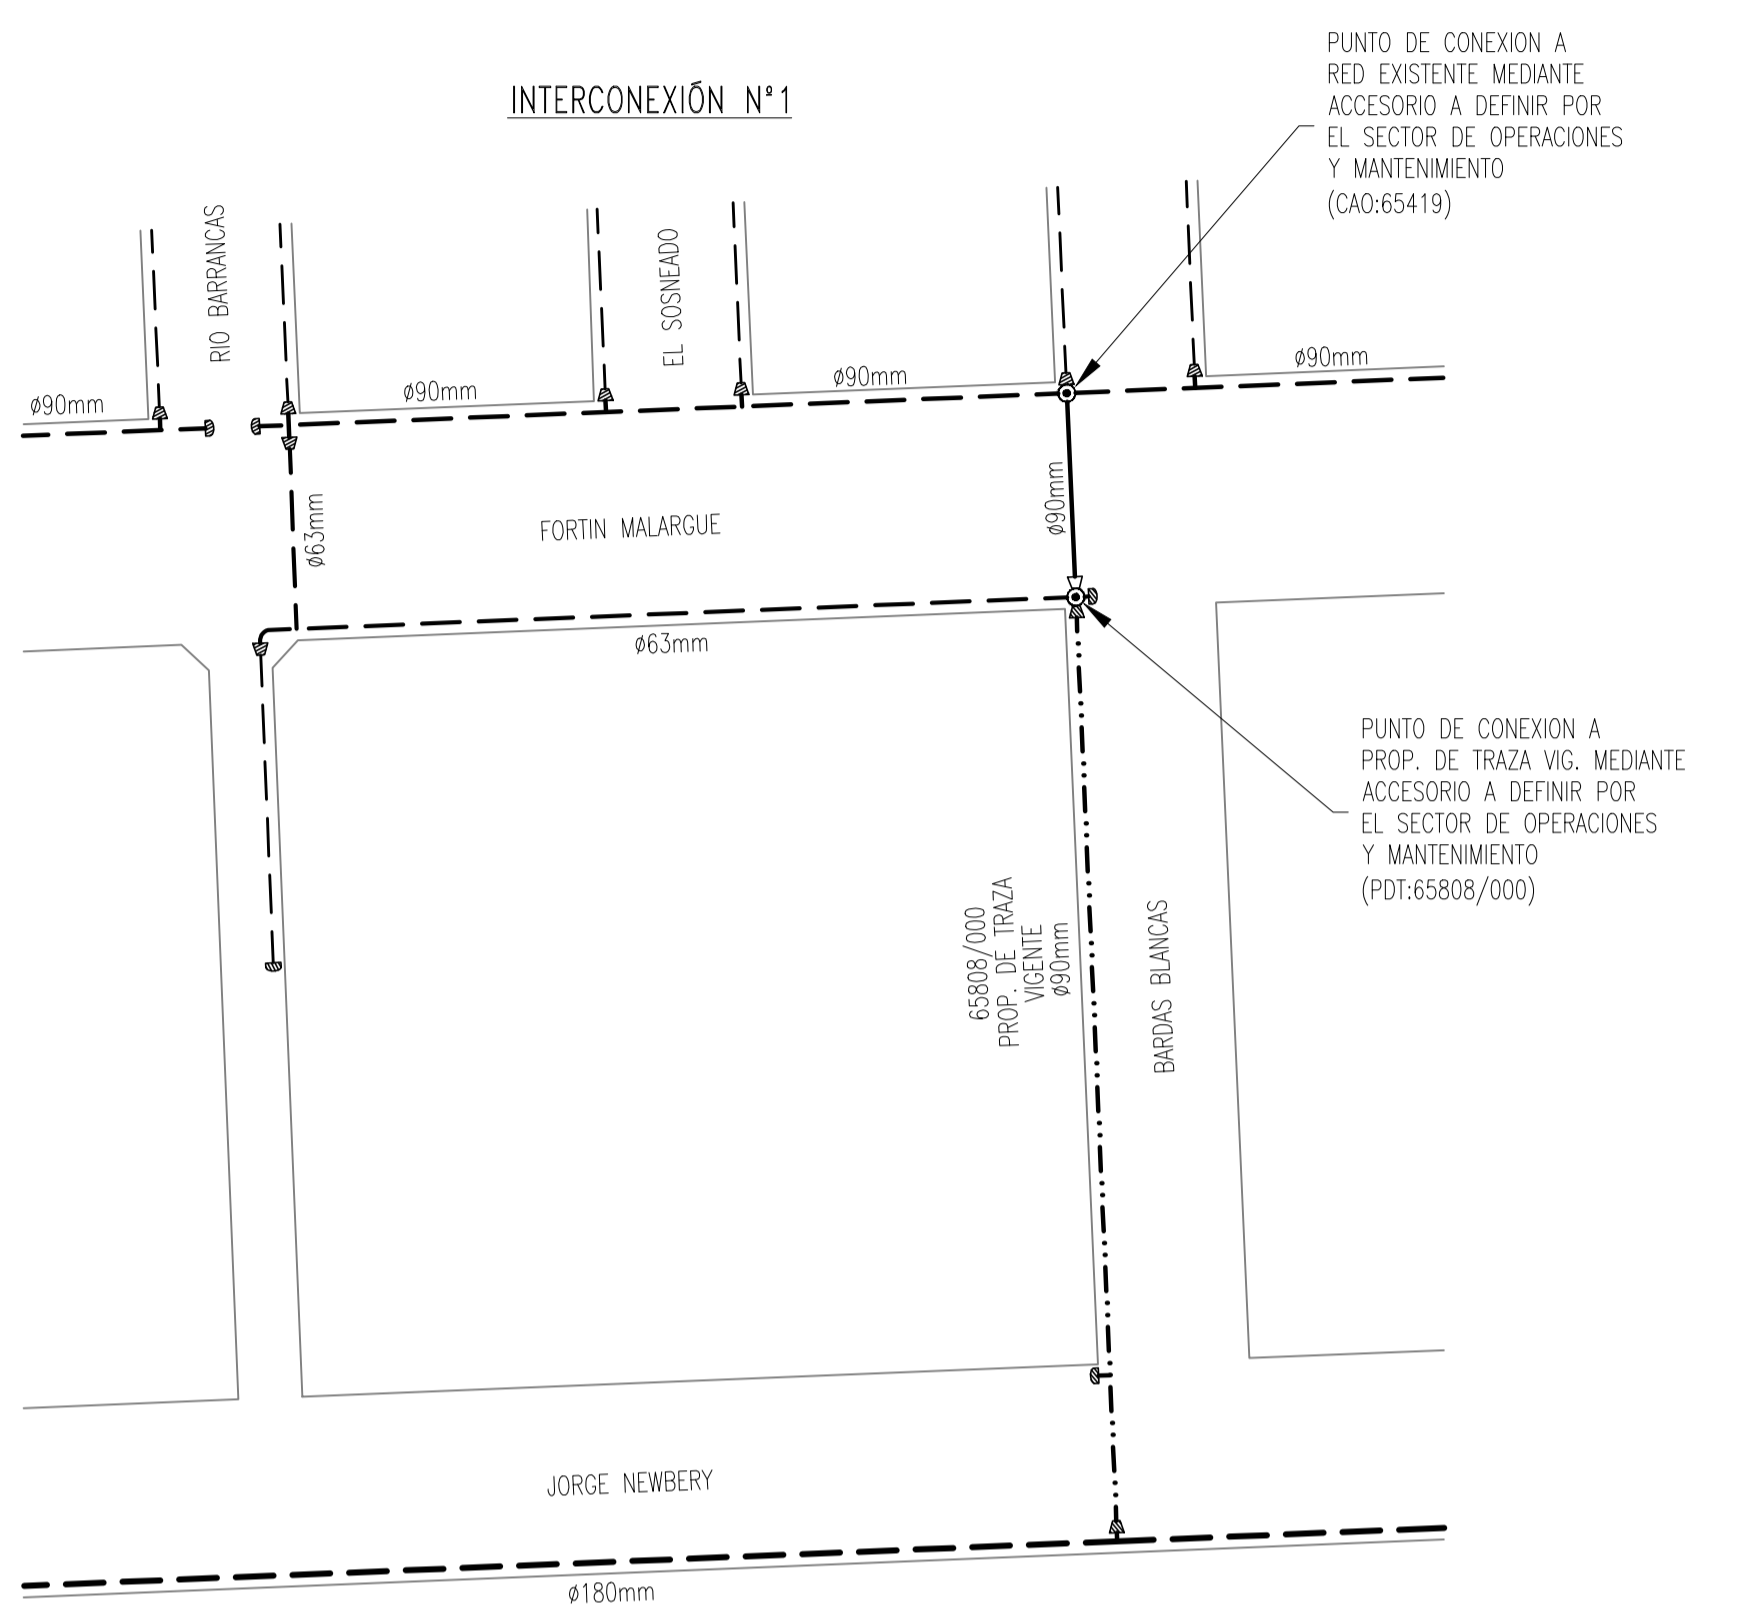 PUNTO DE CONEXION A
RED EXISTENTE MEDIANTE
ACCESORIO A DEFINIR POR
EL SECTOR DE OPERACIONES
Y MANTENIMIENTO
(CAO:65419)
INTERCONEXIÓN Nº1
RIO BARRANCAS
EL SOSNEADO
ø90mm
ø90mm
ø90mm
ø90mm
ø63mm
FORTIN MALARGUE
ø90mm
ø63mm
PUNTO DE CONEXION A
PROP. DE TRAZA VIG. MEDIANTE
ACCESORIO A DEFINIR POR
EL SECTOR DE OPERACIONES
Y MANTENIMIENTO
(PDT:65808/000)
65808/000
PROP. DE TRAZA
VIGENTE
ø90mm
BARDAS BLANCAS
JORGE NEWBERY
ø180mm